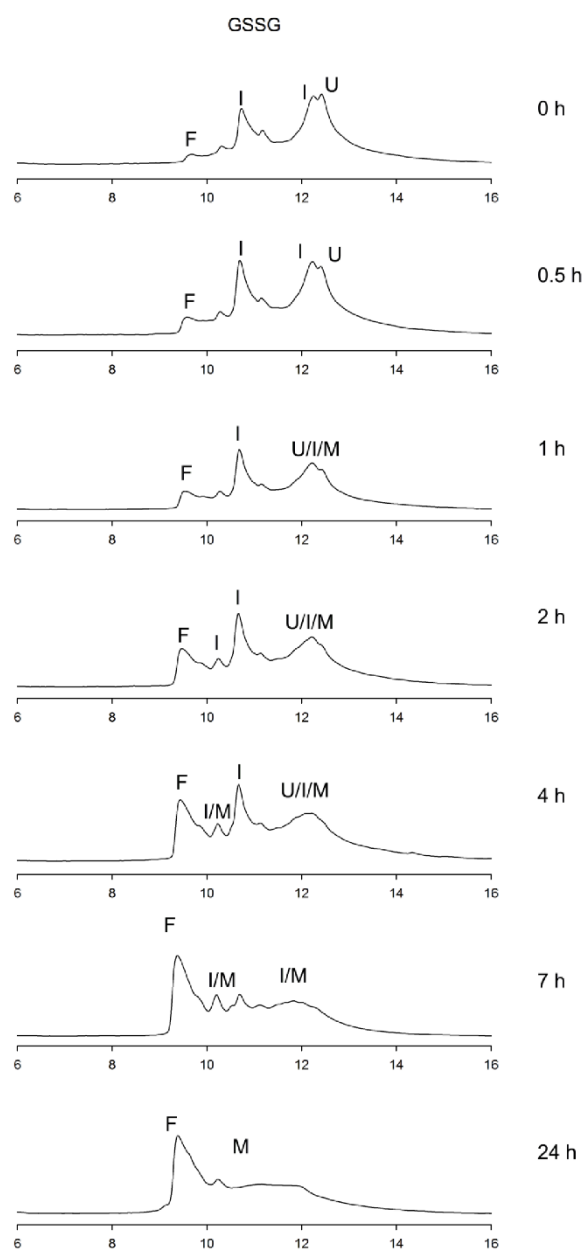 GSSG
F I I U 0 h
6 8 10 12 14 16
F I I U 0.5 h
6 8 10 12 14 16
F I U/I/M 1 h
6 8 10 12 14 16
F I I U/I/M 2 h
6 8 10 12 14 16
F I/M I U/I/M 4 h
6 8 10 12 14 16
F I/M I/M 7 h
6 8 10 12 14 16
F M 24 h
6 8 10 12 14 16